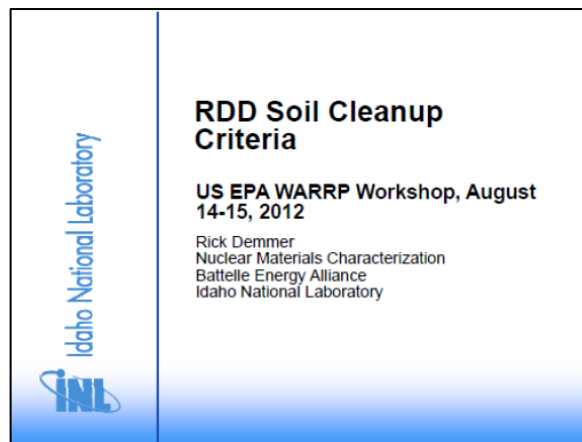 RDD Soil Cleanup
Criteria
US EPA WARRP Workshop, August
14-15, 2012
Rick Demmer
Nuclear Materials Characterization
Battelle Energy Alliance
Idaho National Laboratory
Idaho National Laboratory
INL